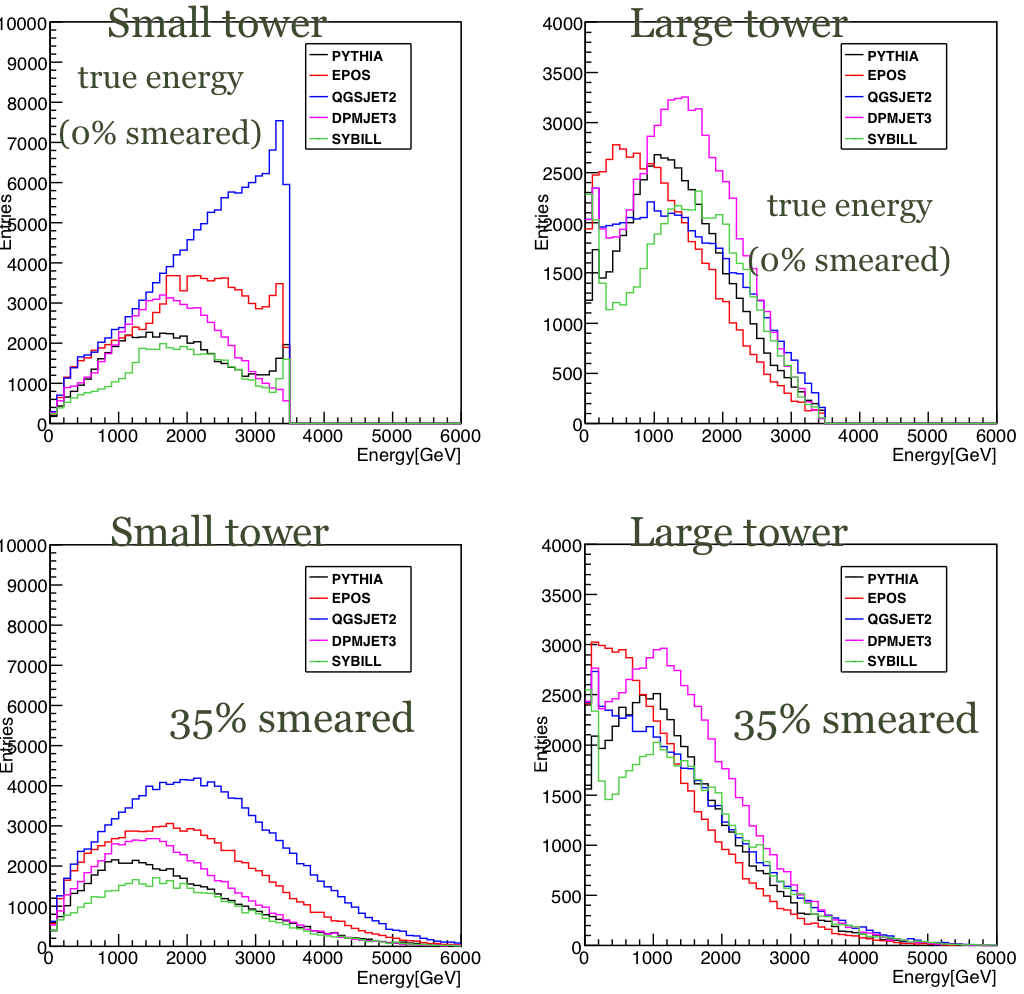 Small tower
true energy
(0% smeared)
PYTHIA
EPOS
QGSJET2
DPMJET3
SYBILL
10000
9000
8000
7000
6000
5000
4000
3000
2000
1000
0
Entries
0 1000 2000 3000 4000 5000 6000
Energy[GeV]
Large tower
true energy
(0% smeared)
PYTHIA
EPOS
QGSJET2
DPMJET3
SYBILL
4000
3500
3000
2500
2000
1500
1000
500
0
Entries
0 1000 2000 3000 4000 5000 6000
Energy[GeV]
Small tower
35% smeared
PYTHIA
EPOS
QGSJET2
DPMJET3
SYBILL
10000
9000
8000
7000
6000
5000
4000
3000
2000
1000
0
Entries
0 1000 2000 3000 4000 5000 6000
Energy[GeV]
Large tower
35% smeared
PYTHIA
EPOS
QGSJET2
DPMJET3
SYBILL
4000
3500
3000
2500
2000
1500
1000
500
0
Entries
0 1000 2000 3000 4000 5000 6000
Energy[GeV]